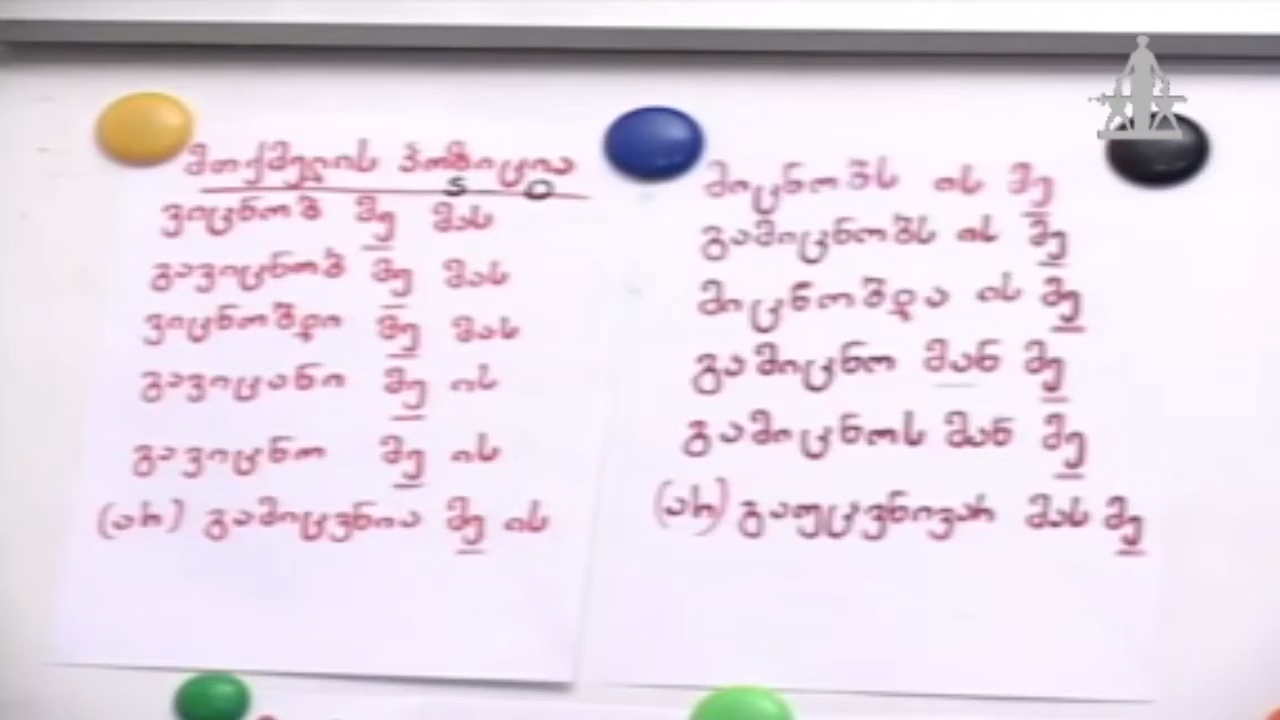 მოქმედის პოზიცია
S O
ვიცნობ მე მას
გავიცნობ მე მას
ვიცნობდი მე მას
გავიცანი მე ის
გავიცნო მე ის
(არ) გამიცვნია მე ის
მიცნობს ის მე
გამიცნობს ის მე
მიცნობდა ის მე
გამიცნო მან მე
გამიცნოს მან მე
(არ) გაუცვნივარ მას მე